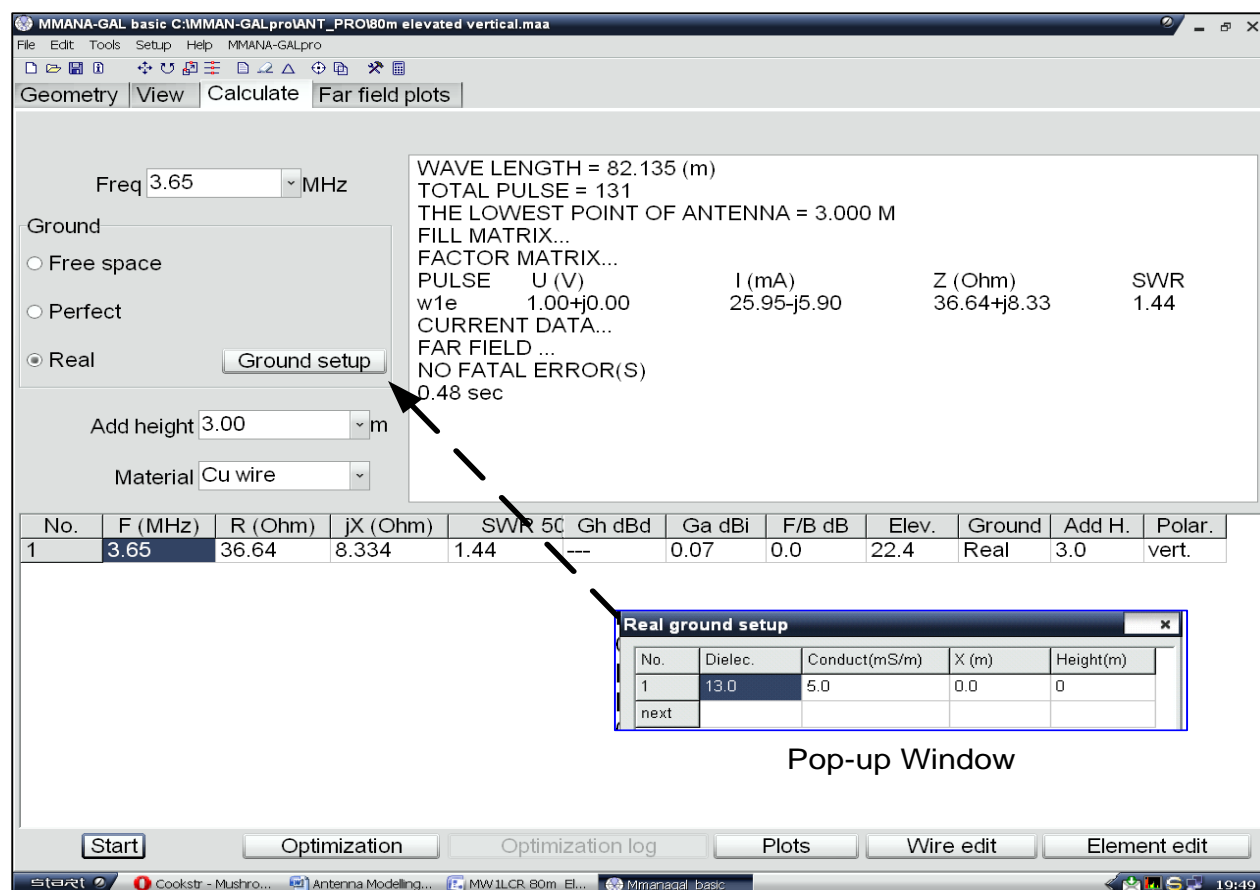 MMANA-GAL basic C:\MMAN-GALpro\ANT_PRO\80m elevated vertical.maa
File Edit Tools Setup Help MMANA-GALpro
Geometry View Calculate Far field plots
Freq 3.65 MHz
Ground
Free space
Perfect
Real Ground setup
Add height 3.00 m
Material Cu wire
WAVE LENGTH = 82.135 (m)
TOTAL PULSE = 131
THE LOWEST POINT OF ANTENNA = 3.000 M
FILL MATRIX...
FACTOR MATRIX...
PULSE U (V) I (mA) Z (Ohm) SWR
w1e 1.00+j0.00 25.95-j5.90 36.64+j8.33 1.44
CURRENT DATA...
FAR FIELD ...
NO FATAL ERROR(S)
0.48 sec
No. F (MHz) R (Ohm) jX (Ohm) SWR 50 Gh dBd Ga dBi F/B dB Elev. Ground Add H. Polar.
1 3.65 36.64 8.334 1.44 --- 0.07 0.0 22.4 Real 3.0 vert.
Real ground setup
No. Dielec. Conduct(mS/m) X (m) Height(m)
1 13.0 5.0 0.0 0
next
Pop-up Window
Start Optimization Optimization log Plots Wire edit Element edit
start Cookstr - Mushro... Antenna Modelling... MW1LCR 80m El... Mmanagal basic 19:49